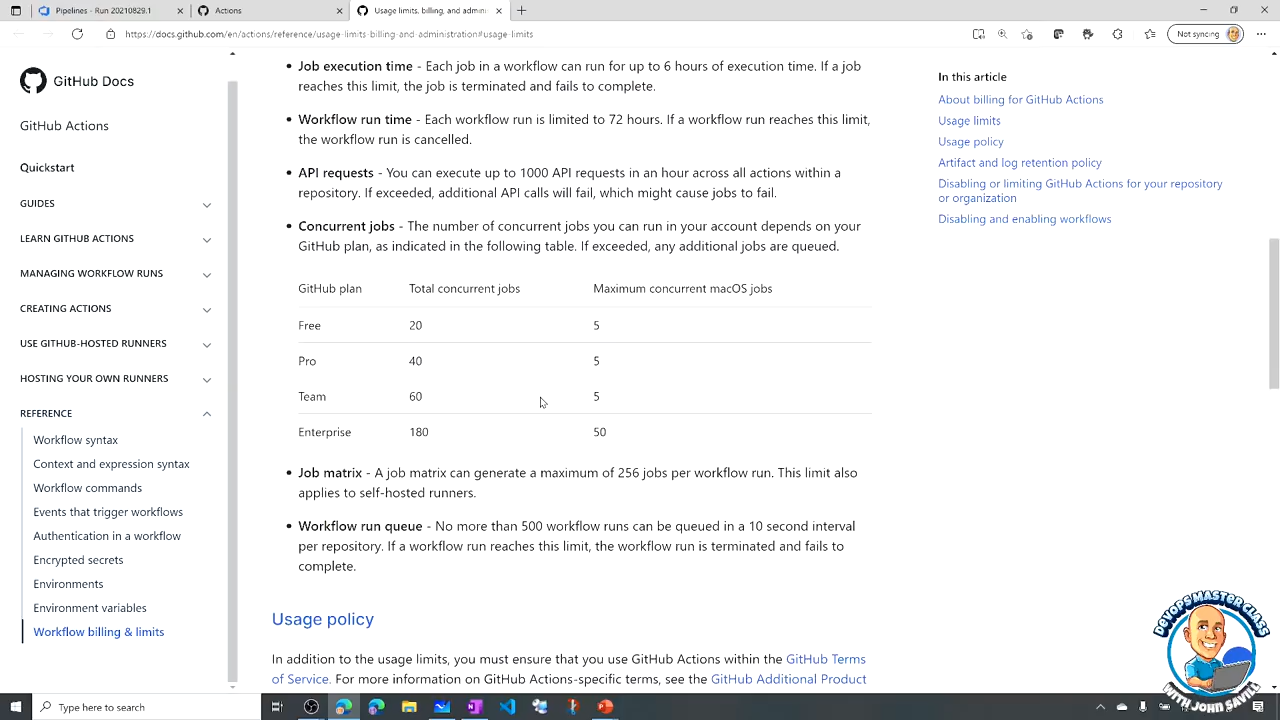 Pipelines - Run 20210829.1
Actions
Usage limits, billing, and admini
https://docs.github.com/en/actions/reference/usage-limits-billing-and-administration#usage-limits
Not syncing
GitHub Docs
GitHub Actions
Quickstart
GUIDES
LEARN GITHUB ACTIONS
MANAGING WORKFLOW RUNS
CREATING ACTIONS
USE GITHUB-HOSTED RUNNERS
HOSTING YOUR OWN RUNNERS
REFERENCE
Workflow syntax
Context and expression syntax
Workflow commands
Events that trigger workflows
Authentication in a workflow
Encrypted secrets
Environments
Environment variables
Workflow billing & limits
• Job execution time - Each job in a workflow can run for up to 6 hours of execution time. If a job
reaches this limit, the job is terminated and fails to complete.
• Workflow run time - Each workflow run is limited to 72 hours. If a workflow run reaches this limit,
the workflow run is cancelled.
• API requests - You can execute up to 1000 API requests in an hour across all actions within a
repository. If exceeded, additional API calls will fail, which might cause jobs to fail.
• Concurrent jobs - The number of concurrent jobs you can run in your account depends on your
GitHub plan, as indicated in the following table. If exceeded, any additional jobs are queued.
GitHub plan Total concurrent jobs Maximum concurrent macOS jobs
Free 20 5
Pro 40 5
Team 60 5
Enterprise 180 50
• Job matrix - A job matrix can generate a maximum of 256 jobs per workflow run. This limit also
applies to self-hosted runners.
• Workflow run queue - No more than 500 workflow runs can be queued in a 10 second interval
per repository. If a workflow run reaches this limit, the workflow run is terminated and fails to
complete.
Usage policy
In addition to the usage limits, you must ensure that you use GitHub Actions within the GitHub Terms
of Service. For more information on GitHub Actions-specific terms, see the GitHub Additional Product
In this article
About billing for GitHub Actions
Usage limits
Usage policy
Artifact and log retention policy
Disabling or limiting GitHub Actions for your repository
or organization
Disabling and enabling workflows
DEVOPS MASTER CLASS
WITH JOHN SAVILL
Type here to search